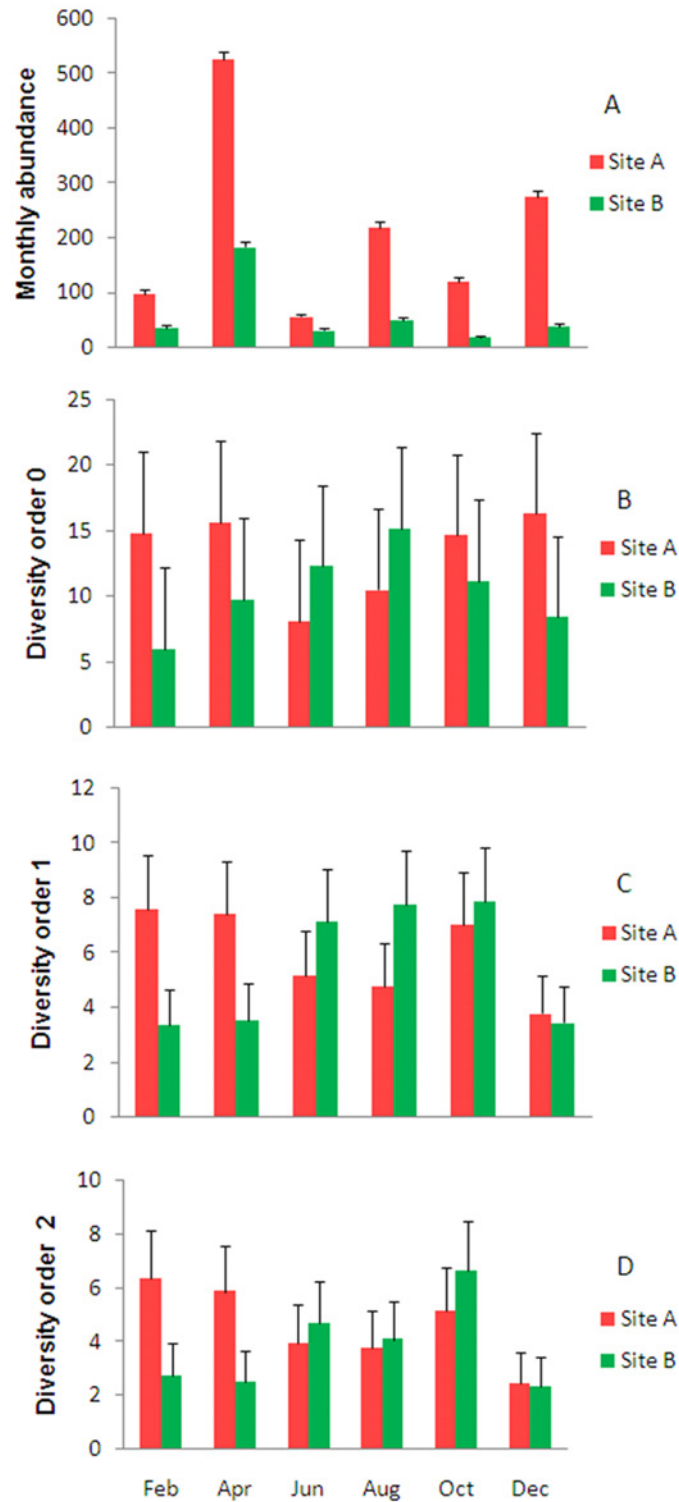 Monthly abundance
600
500
400
300
200
100
0
A
Site A
Site B
Diversity order 0
25
20
15
10
5
0
B
Site A
Site B
Diversity order 1
12
10
8
6
4
2
0
C
Site A
Site B
Diversity order 2
10
8
6
4
2
0
D
Site A
Site B
Feb Apr Jun Aug Oct Dec